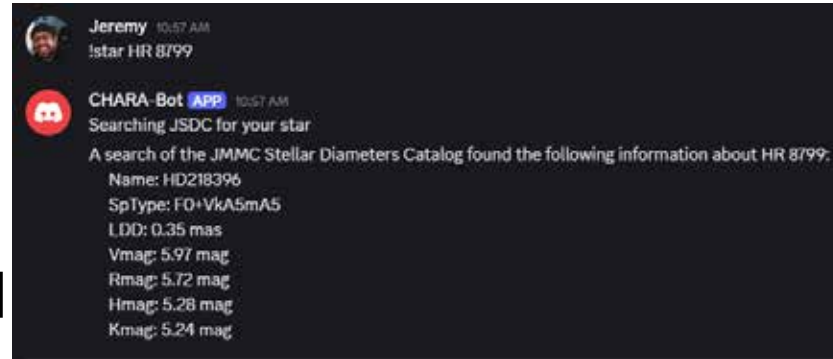 Jeremy 10:57 AM
!star HR 8799
CHARA-Bot APP 10:57 AM
Searching JSDC for your star
A search of the JMMC Stellar Diameters Catalog found the following information about HR 8799:
Name: HD218396
SpType: F0+VkA5mA5
LDD: 0.35 mas
Vmag: 5.97 mag
Rmag: 5.72 mag
Hmag: 5.28 mag
Kmag: 5.24 mag